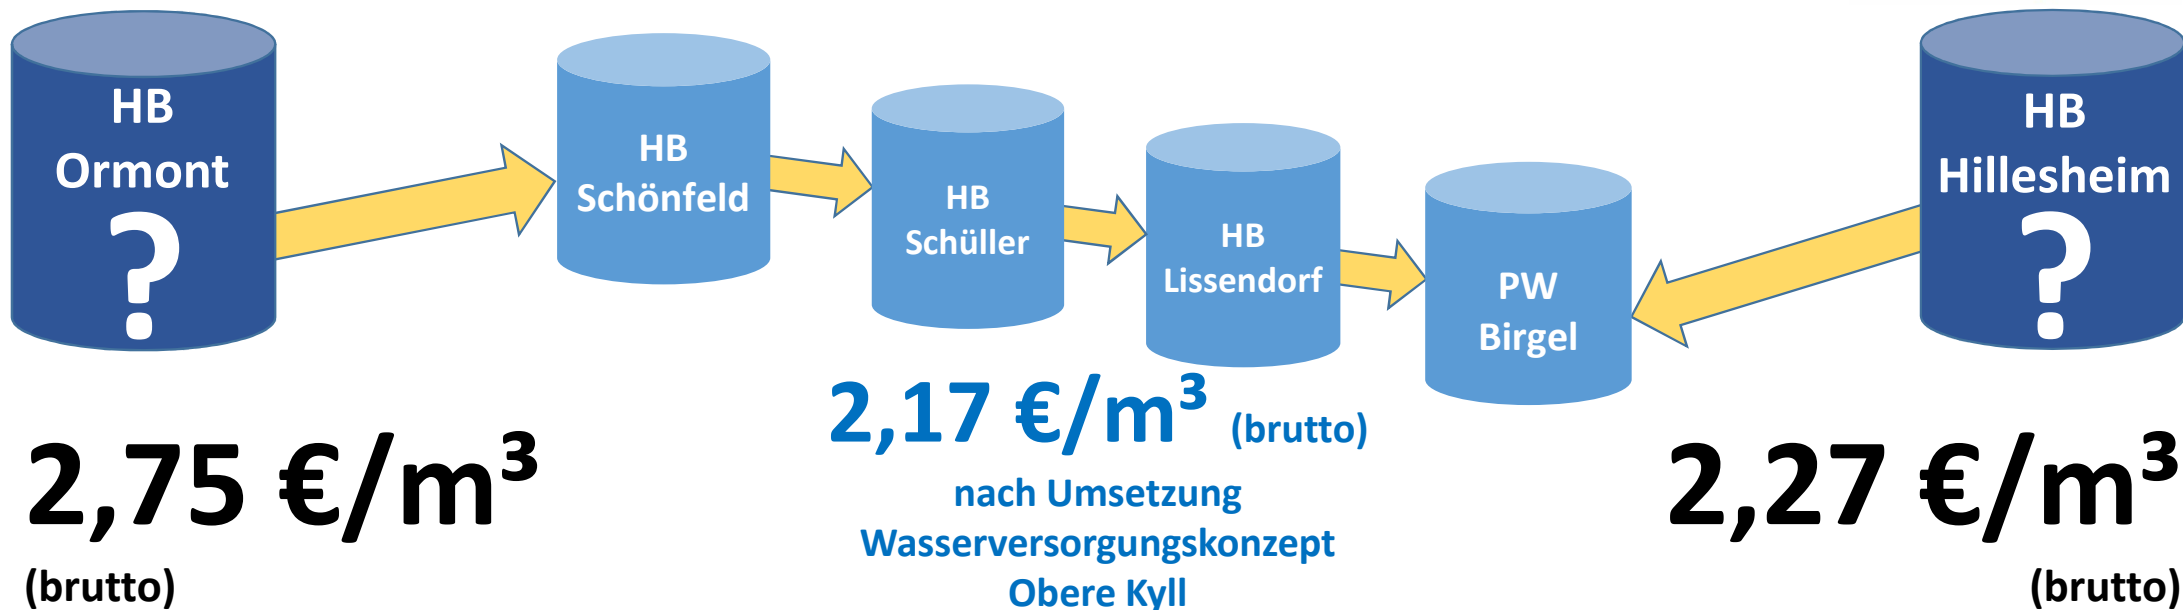 HB
Ormont
?
HB
Schönfeld
HB
Schüller
HB
Lissendorf
PW
Birgel
HB
Hillesheim
?
2,75 €/m³
(brutto)
2,17 €/m³ (brutto)
nach Umsetzung
Wasserversorgungskonzept
Obere Kyll
2,27 €/m³
(brutto)